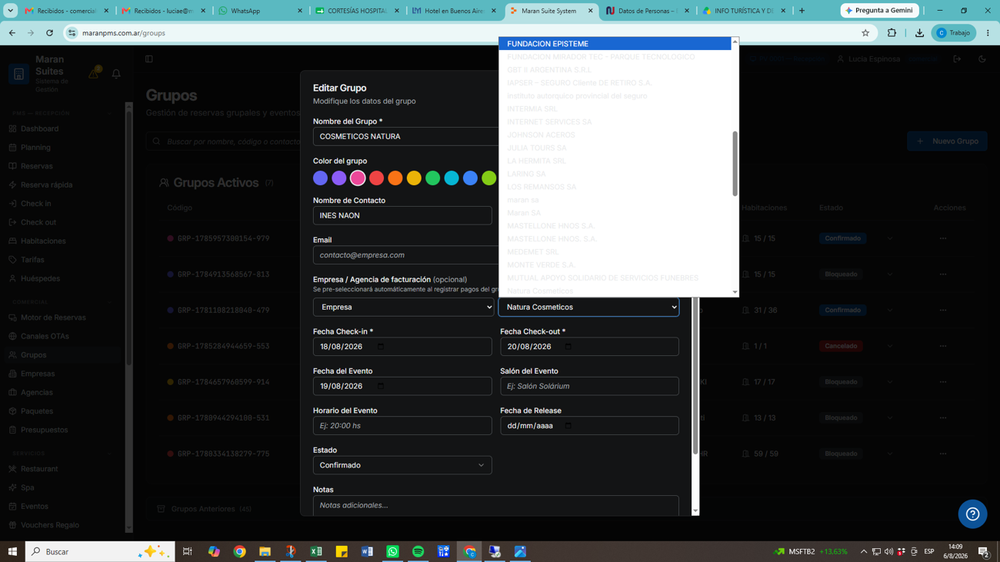 Recibidos - comercial
Recibidos - luciae@r
WhatsApp
CORTESÍAS HOSPITAL
Hotel en Buenos Aire
Maran Suite System
Datos de Personas –
INFO TURÍSTICA Y DE
Pregunta a Gemini
maranpms.com.ar/groups
Trabajo
Maran Suites
Sistema de Gestión
PMS — RECEPCIÓN
Dashboard
Planning
Reservas
Reserva rápida
Check in
Check out
Habitaciones
Tarifas
Huéspedes
COMERCIAL
Motor de Reservas
Canales OTAs
Grupos
Empresas
Agencias
Paquetes
Presupuestos
SERVICIOS
Restaurant
Spa
Eventos
Vouchers Regalo
Lucia Espinosa
Grupos
Gestión de reservas grupales y eventos
Buscar por nombre, código o contacto
Nuevo Grupo
Grupos Activos (7)
Código
Habitaciones
Estado
Acciones
GRP-1785957300154-979
15 / 15
Confirmado
GRP-1784913568567-813
15 / 15
Bloqueado
GRP-1781108218040-479
31 / 36
Confirmado
GRP-1785284944659-553
1 / 1
Cancelado
GRP-1784657960599-914
17 / 17
Bloqueado
GRP-1780944294100-531
13 / 13
Bloqueado
GRP-1780334138279-775
59 / 59
Bloqueado
Grupos Anteriores (45)
Editar Grupo
Modifique los datos del grupo
Nombre del Grupo *
COSMETICOS NATURA
Color del grupo
Nombre de Contacto
INES NAON
Email
contacto@empresa.com
Empresa / Agencia de facturación (opcional)
Se pre-seleccionará automáticamente al registrar pagos del gr
Empresa
Natura Cosmeticos
Fecha Check-in *
18/08/2026
Fecha Check-out *
20/08/2026
Fecha del Evento
19/08/2026
Salón del Evento
Ej: Salón Solárium
Horario del Evento
Ej: 20:00 hs
Fecha de Release
dd/mm/aaaa
Estado
Confirmado
Notas
Notas adicionales...
FUNDACION EPISTEME
FUNDACION MIRADOR TEC - PARQUE TECNOLOGICO
GBT II ARGENTINA S.R.L
IAPSER – SEGURO Cliente DE RETIRO S.A.
Instituto autorquico provincial del seguro
INTERMIA SRL
INTERNET SERVICES SA
JOHNSON ACEROS
JULIA TOURS SA
LA HERMITA SRL
LARING SA
LOS REMANSOS SA
maran sa
Maran SA
MASTELLONE HNOS S.A.
MASTELLONE HNOS. S.A.
MEDEMET SRL
MONTE VERDE S.A.
MUTUAL APOYO SOLIDARIO DE SERVICIOS FUNEBRES
Natura Cosmeticos
Buscar
MSFTB2 +13,63%
ESP
14:09
6/8/2026
2